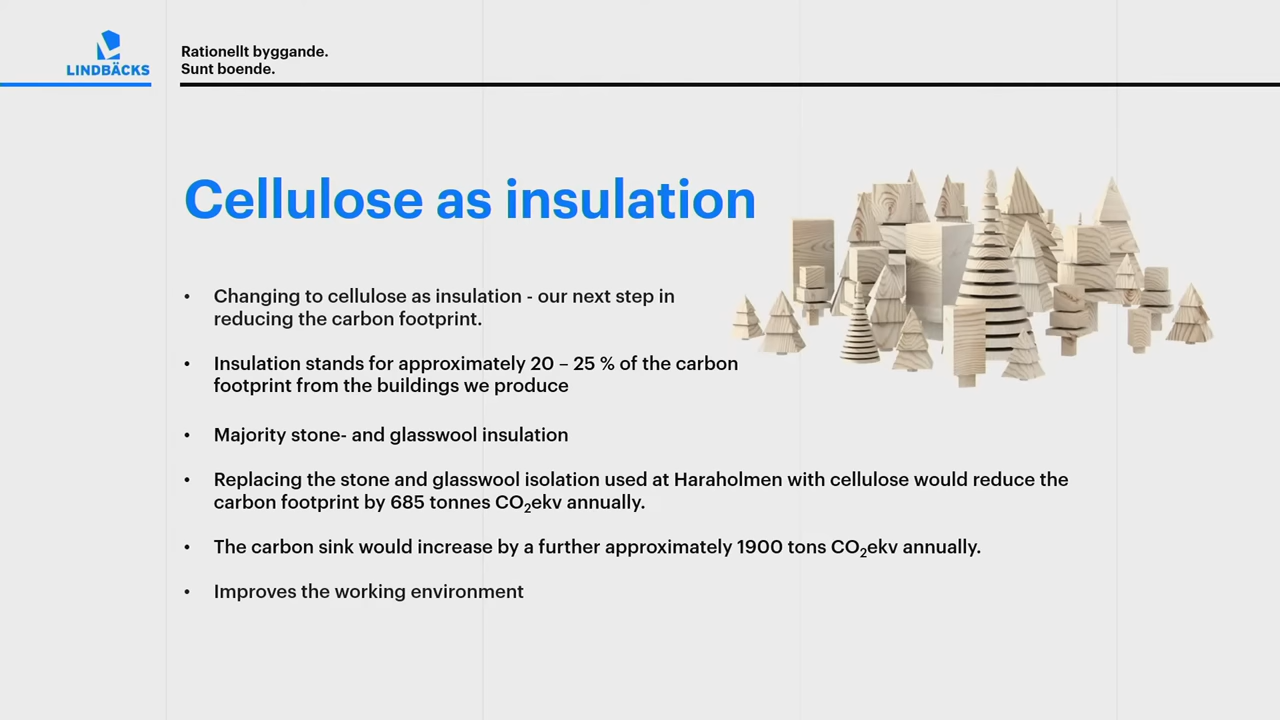 LINDBÄCKS
Rationellt byggande.
Sunt boende.
Cellulose as insulation
• Changing to cellulose as insulation - our next step in
reducing the carbon footprint.
• Insulation stands for approximately 20 – 25 % of the carbon
footprint from the buildings we produce
• Majority stone- and glasswool insulation
• Replacing the stone and glasswool isolation used at Haraholmen with cellulose would reduce the
carbon footprint by 685 tonnes CO₂ekv annually.
• The carbon sink would increase by a further approximately 1900 tons CO₂ekv annually.
• Improves the working environment